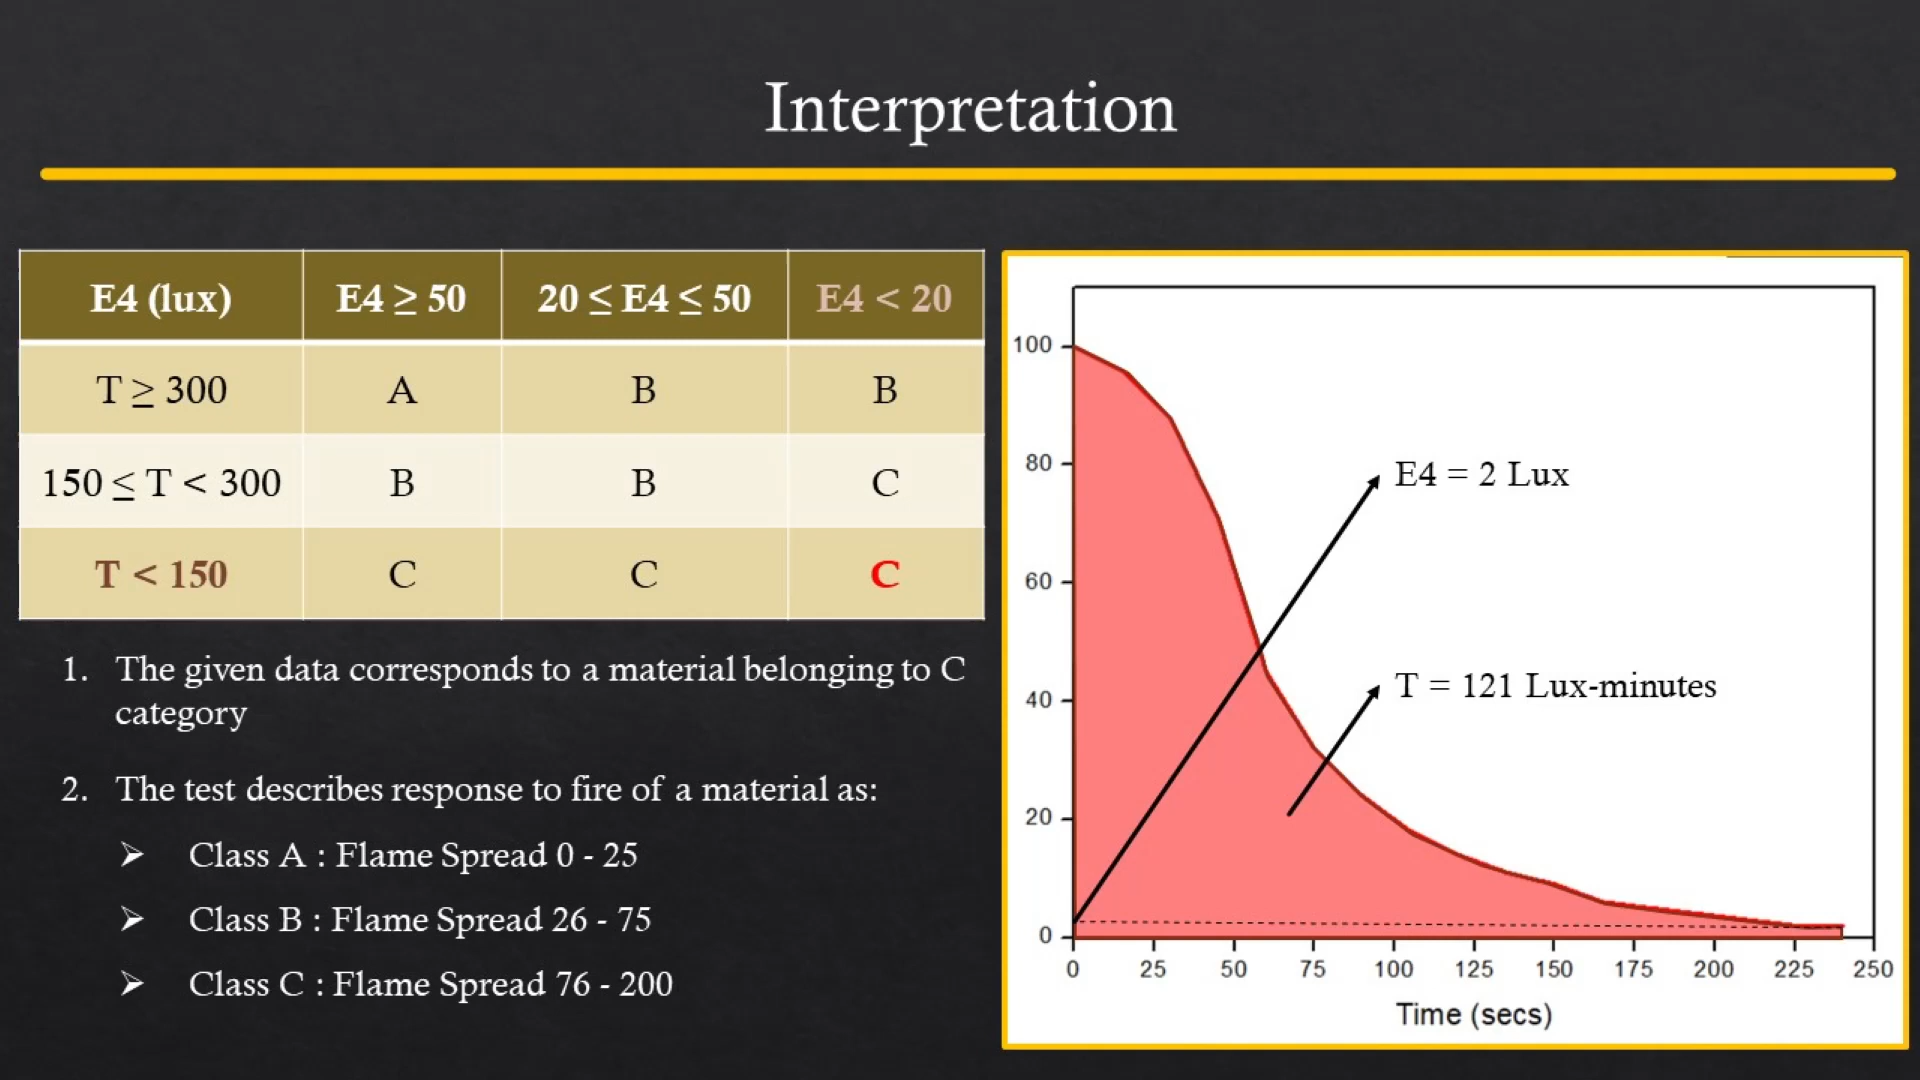 Interpretation
E4 (lux) E4 ≥ 50 20 ≤ E4 ≤ 50 E4 < 20
T ≥ 300 A B B
150 ≤ T < 300 B B C
T < 150 C C C
1. The given data corresponds to a material belonging to C
category
2. The test describes response to fire of a material as:
➢ Class A : Flame Spread 0 - 25
➢ Class B : Flame Spread 26 - 75
➢ Class C : Flame Spread 76 - 200
100
80
60
40
20
0
E4 = 2 Lux
T = 121 Lux-minutes
0 25 50 75 100 125 150 175 200 225 250
Time (secs)